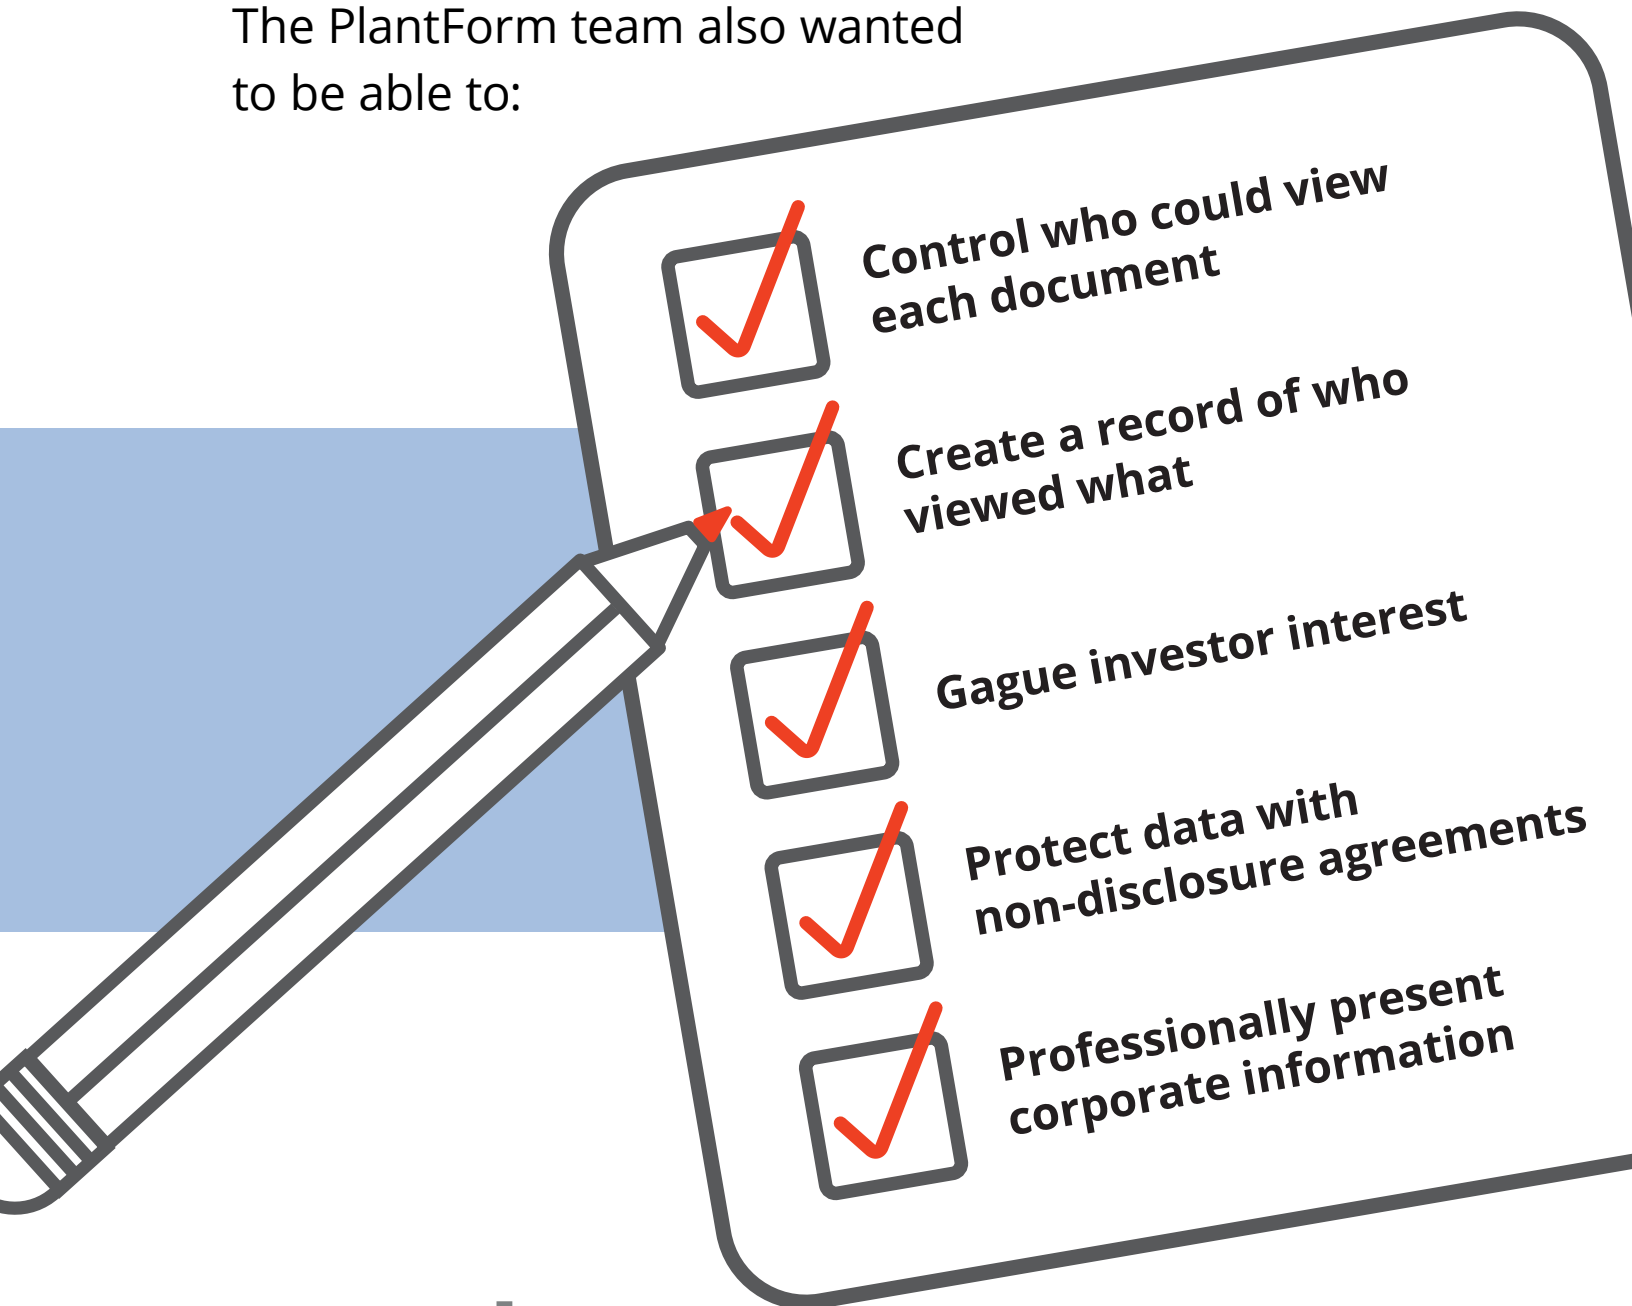 The PlantForm team also wanted
to be able to:
Control who could view
each document
Create a record of who
viewed what
Gague investor interest
Protect data with
non-disclosure agreements
Professionally present
corporate information